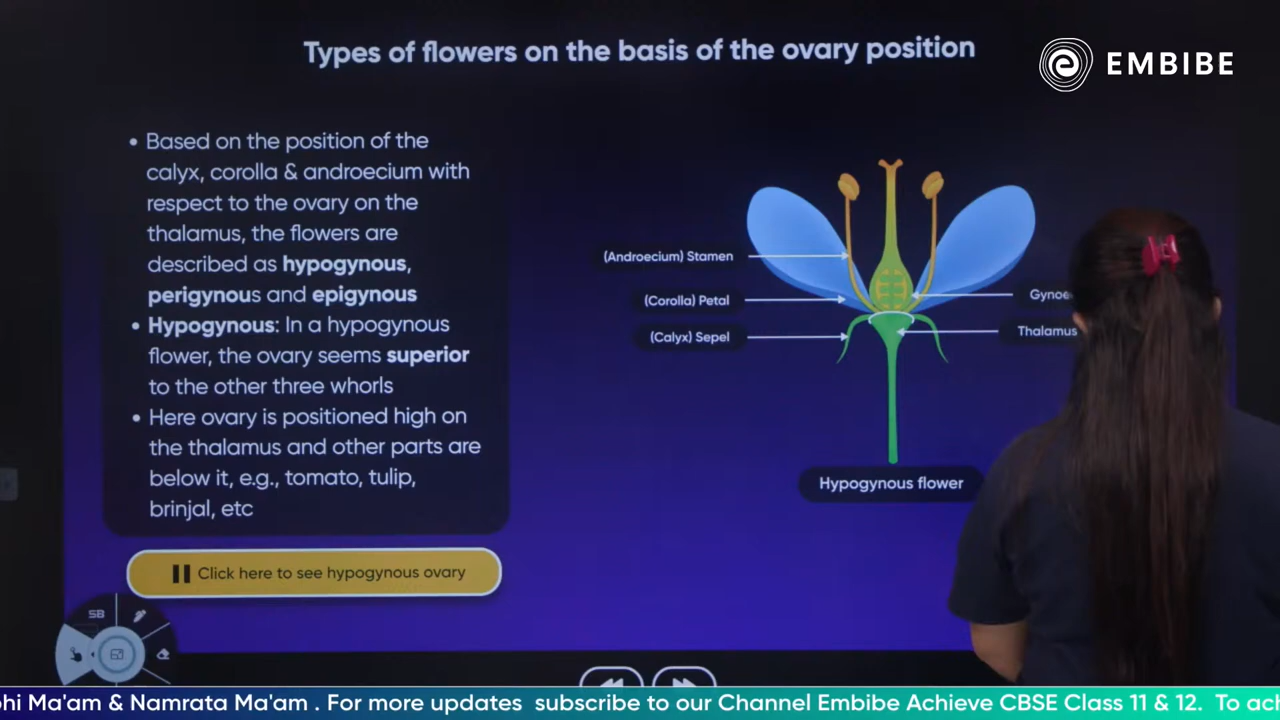 Types of flowers on the basis of the ovary position
EMBIBE
• Based on the position of the
calyx, corolla & androecium with
respect to the ovary on the
thalamus, the flowers are
described as hypogynous,
perigynous and epigynous
• Hypogynous: In a hypogynous
flower, the ovary seems superior
to the other three whorls
• Here ovary is positioned high on
the thalamus and other parts are
below it, e.g., tomato, tulip,
brinjal, etc
Click here to see hypogynous ovary
(Androecium) Stamen
(Corolla) Petal
(Calyx) Sepel
Gynoe
Thalamus
Hypogynous flower
SB
hi Ma'am & Namrata Ma'am . For more updates subscribe to our Channel Embibe Achieve CBSE Class 11 & 12. To ac